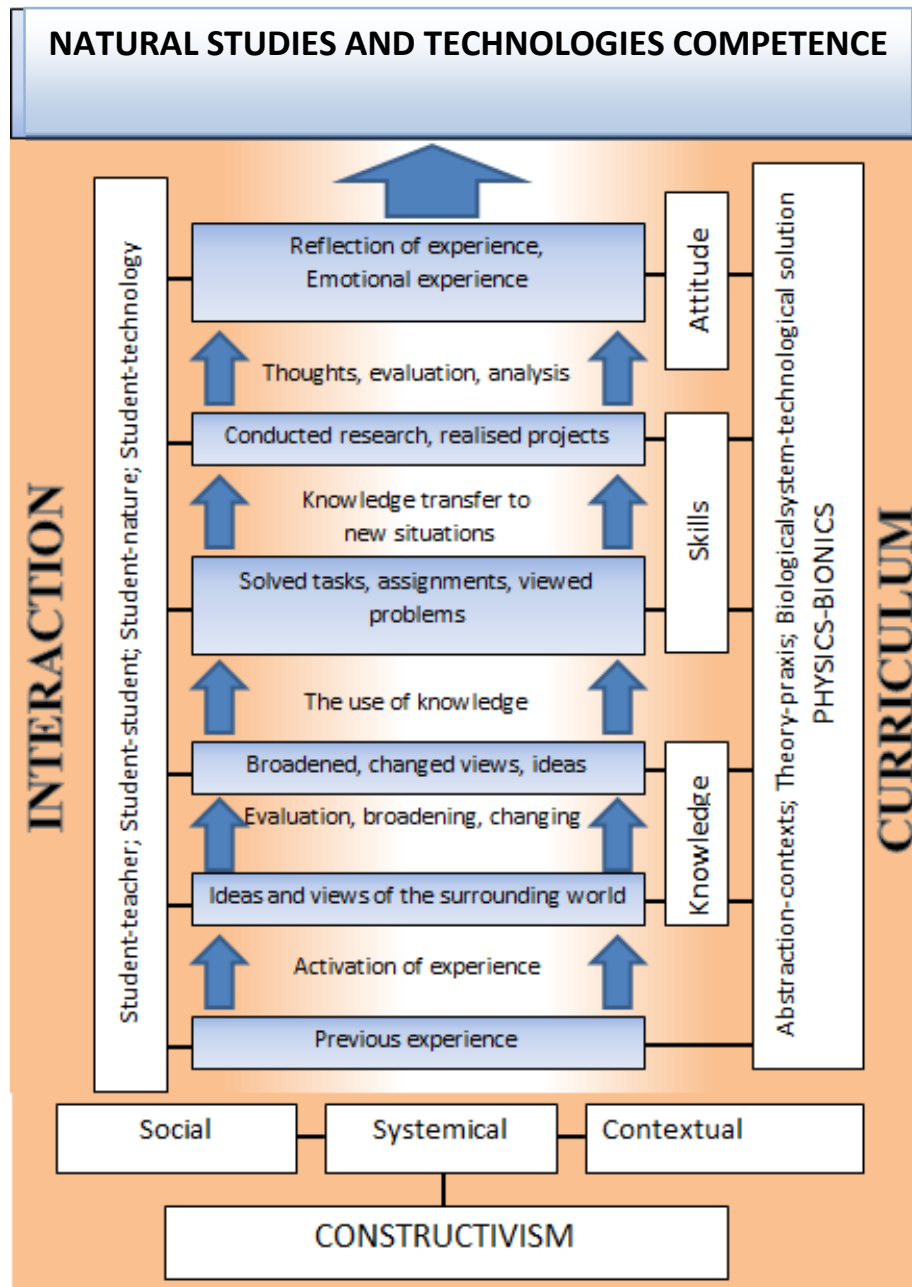 NATURAL STUDIES AND TECHNOLOGIES COMPETENCE
INTERACTION
Student-teacher; Student-student; Student-nature; Student-technology
Reflection of experience,
Emotional experience
Thoughts, evaluation, analysis
Conducted research, realised projects
Knowledge transfer to
new situations
Solved tasks, assignments, viewed
problems
The use of knowledge
Broadened, changed views, ideas
Evaluation, broadening, changing
Ideas and views of the surrounding world
Activation of experience
Previous experience
Attitude
Skills
Knowledge
Abstraction-contexts; Theory-praxis; Biologicalsystem-technological solution
PHYSICS-BIONICS
CURRICULUM
Social
Systemical
Contextual
CONSTRUCTIVISM